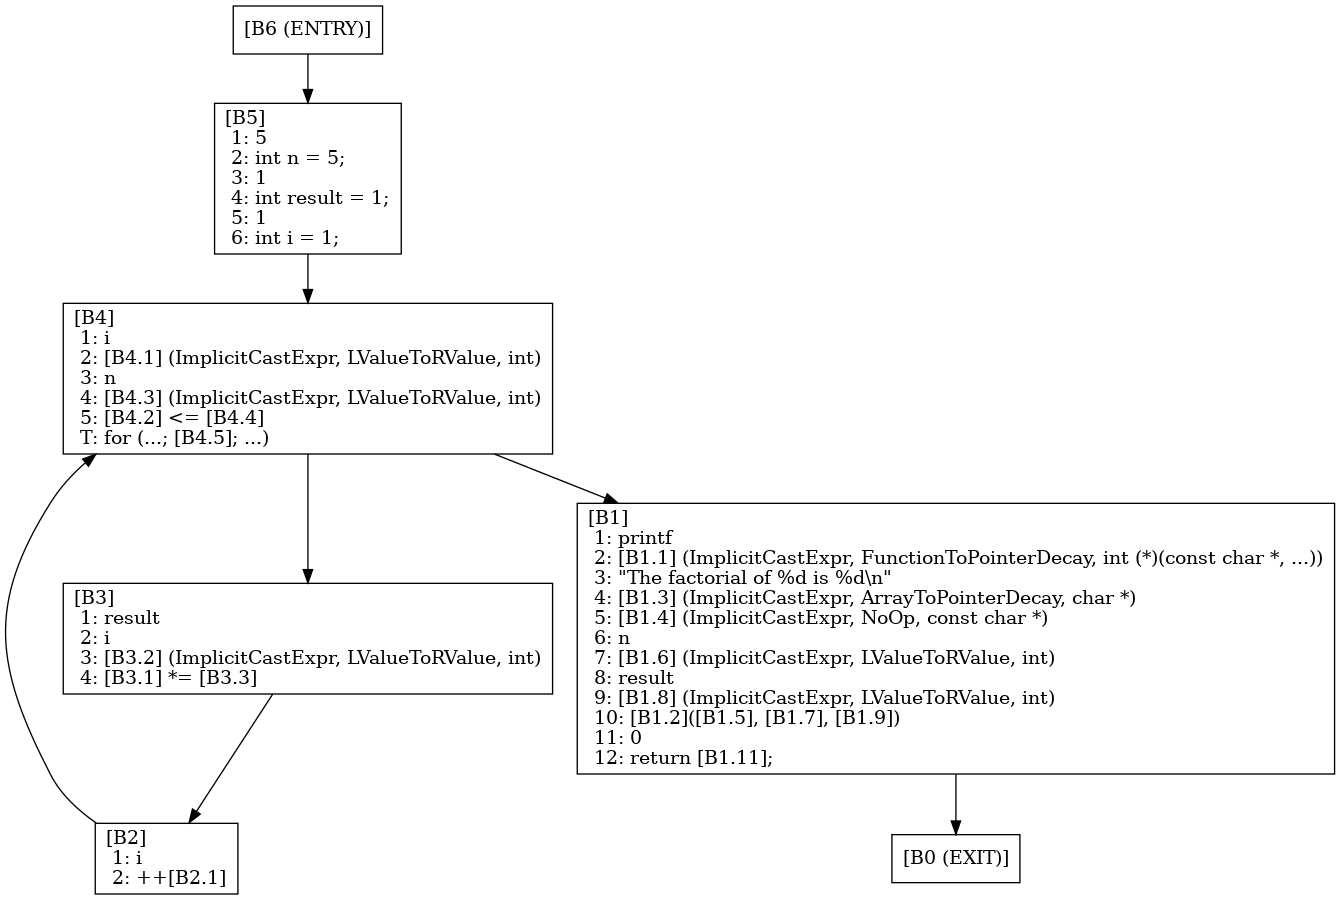 [B6 (ENTRY)]
[B5]
1: 5
2: int n = 5;
3: 1
4: int result = 1;
5: 1
6: int i = 1;
[B4]
1: i
2: [B4.1] (ImplicitCastExpr, LValueToRValue, int)
3: n
4: [B4.3] (ImplicitCastExpr, LValueToRValue, int)
5: [B4.2] <= [B4.4]
T: for (...; [B4.5]; ...)
[B3]
1: result
2: i
3: [B3.2] (ImplicitCastExpr, LValueToRValue, int)
4: [B3.1] *= [B3.3]
[B2]
1: i
2: ++[B2.1]
[B1]
1: printf
2: [B1.1] (ImplicitCastExpr, FunctionToPointerDecay, int (*)(const char *, ...))
3: "The factorial of %d is %d\n"
4: [B1.3] (ImplicitCastExpr, ArrayToPointerDecay, char *)
5: [B1.4] (ImplicitCastExpr, NoOp, const char *)
6: n
7: [B1.6] (ImplicitCastExpr, LValueToRValue, int)
8: result
9: [B1.8] (ImplicitCastExpr, LValueToRValue, int)
10: [B1.2]([B1.5], [B1.7], [B1.9])
11: 0
12: return [B1.11];
[B0 (EXIT)]